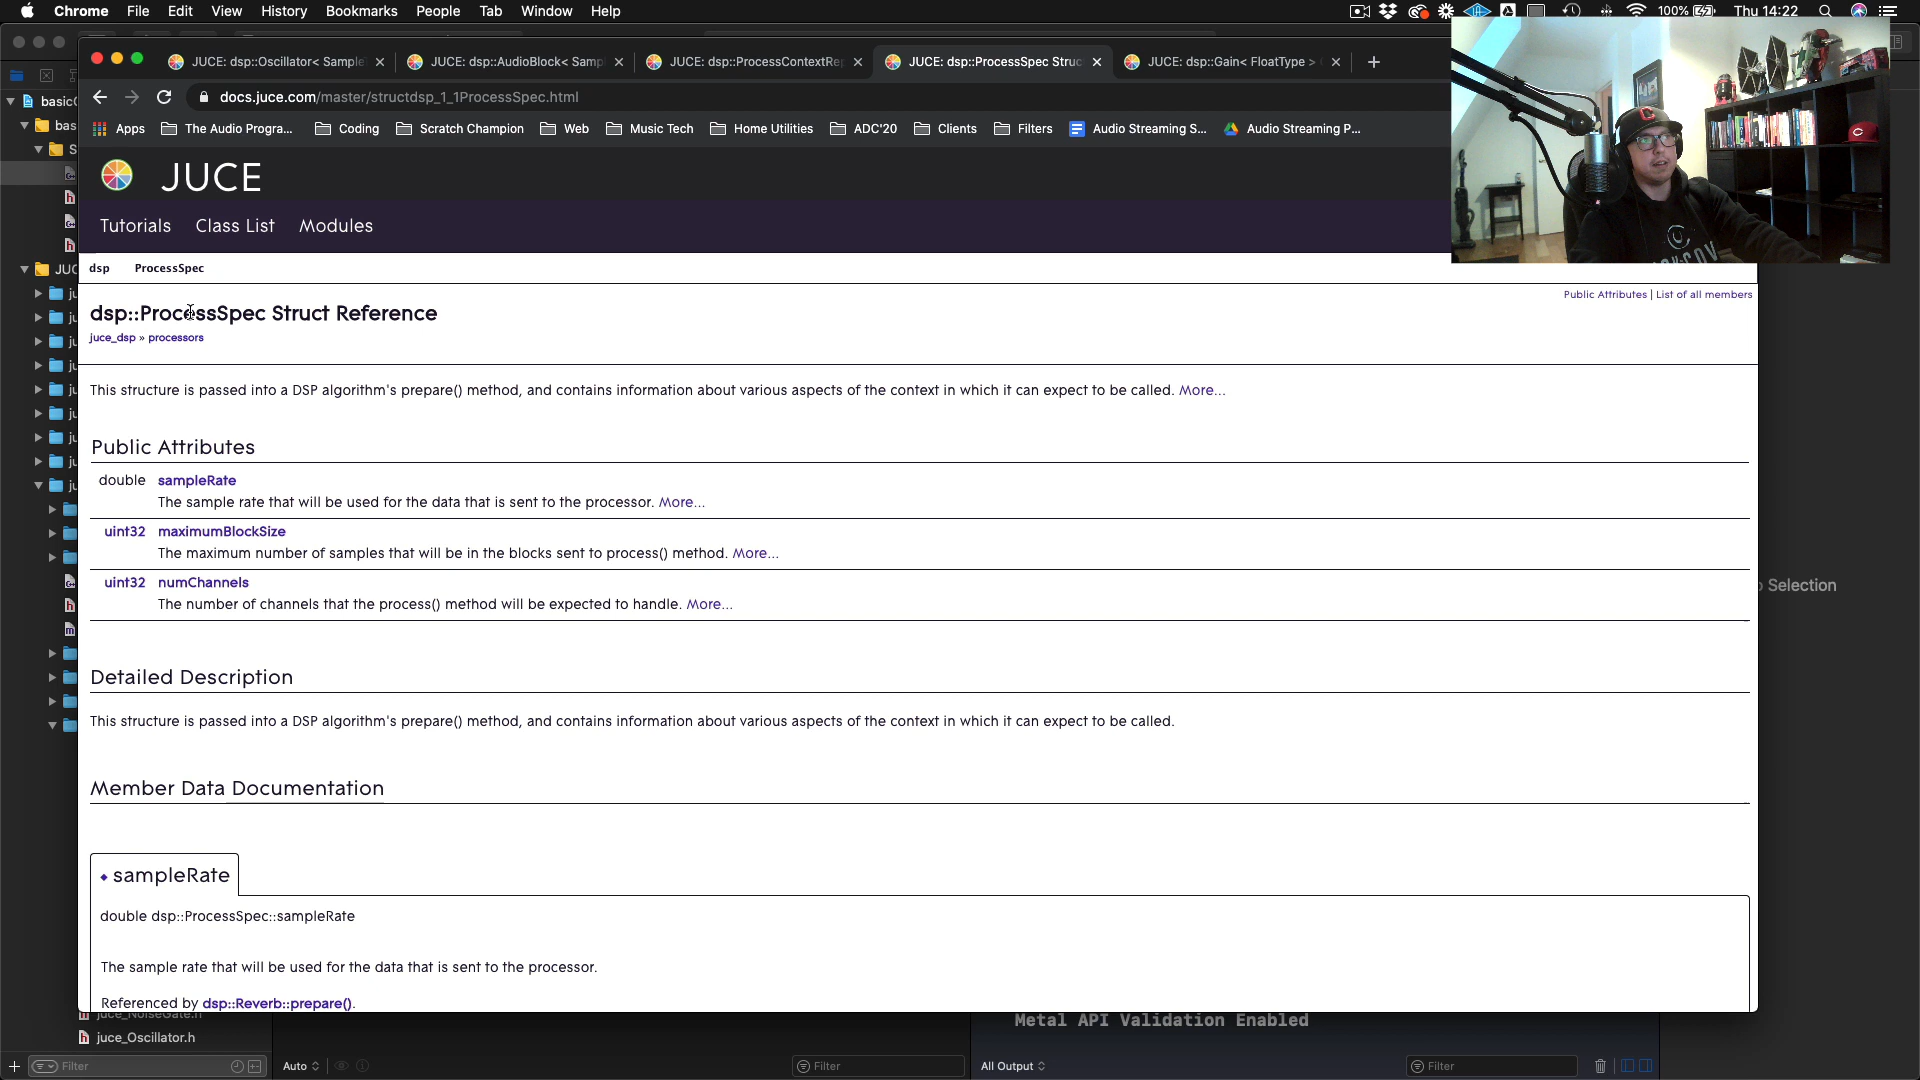 Chrome File Edit View History Bookmarks People Tab Window Help 100% Thu 14:22
JUCE: dsp::Oscillator< Sample JUCE: dsp::AudioBlock< Samp JUCE: dsp::ProcessContextRep JUCE: dsp::ProcessSpec Struc JUCE: dsp::Gain< FloatType >
docs.juce.com/master/structdsp_1_1ProcessSpec.html
Apps The Audio Progra... Coding Scratch Champion Web Music Tech Home Utilities ADC'20 Clients Filters Audio Streaming S... Audio Streaming P...
JUCE
Tutorials Class List Modules
dsp ProcessSpec
Public Attributes | List of all members
dsp::ProcessSpec Struct Reference
juce_dsp » processors
This structure is passed into a DSP algorithm's prepare() method, and contains information about various aspects of the context in which it can expect to be called. More...
Public Attributes
double sampleRate
The sample rate that will be used for the data that is sent to the processor. More...
uint32 maximumBlockSize
The maximum number of samples that will be in the blocks sent to process() method. More...
uint32 numChannels
The number of channels that the process() method will be expected to handle. More...
Selection
Detailed Description
This structure is passed into a DSP algorithm's prepare() method, and contains information about various aspects of the context in which it can expect to be called.
Member Data Documentation
sampleRate
double dsp::ProcessSpec::sampleRate
The sample rate that will be used for the data that is sent to the processor.
Referenced by dsp::Reverb::prepare().
juce_NoiseGate.h
Metal API Validation Enabled
juce_Oscillator.h
Filter Auto Filter All Output Filter